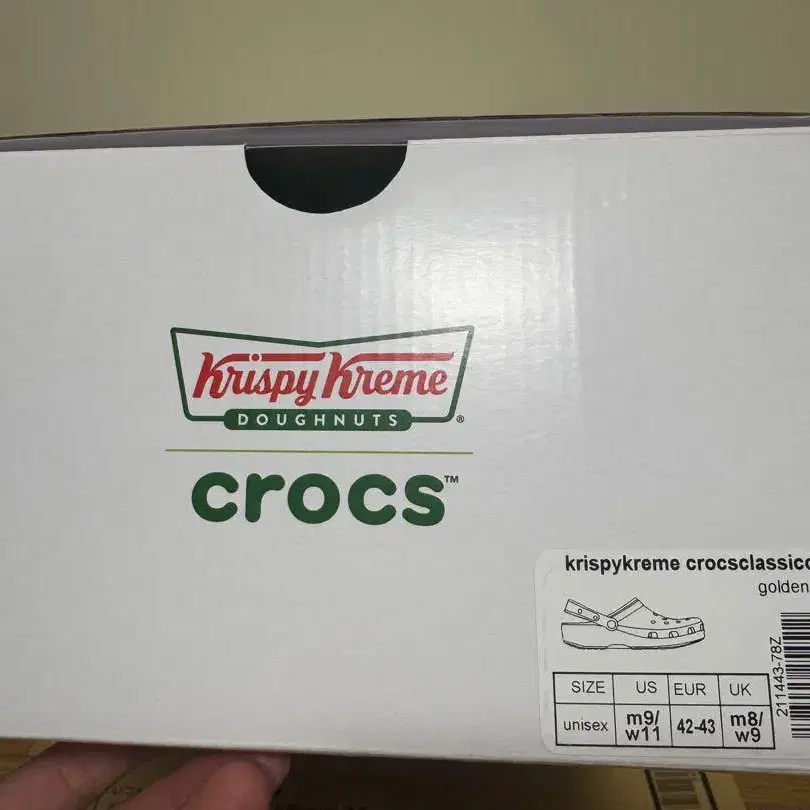 Krispy Kreme
DOUGHNUTS®
crocs™
krispykreme crocsclassicc
golden
211443-78Z
SIZE US EUR UK
unisex m9/w11 42-43 m8/w9